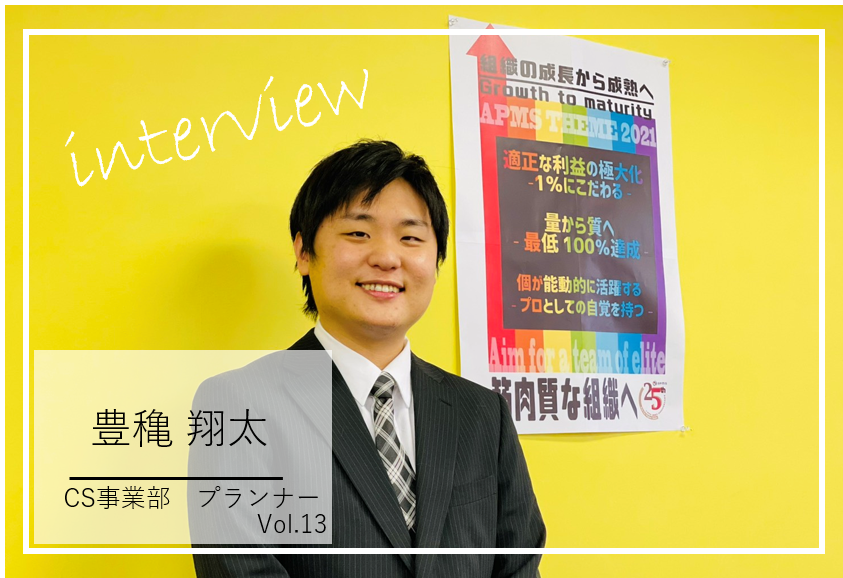 interview
組織の成長から成熟へ
Growth to maturity
APMS THEME 2021
適正な利益の極大化
-1%にこだわる-
量から質へ
- 最低 100%達成 -
個が能動的に活躍する
- プロとしての自覚を持つ -
Aim for a team of elite
筋肉質な組織へ
25th
豊穐 翔太
CS事業部 プランナー
Vol.13